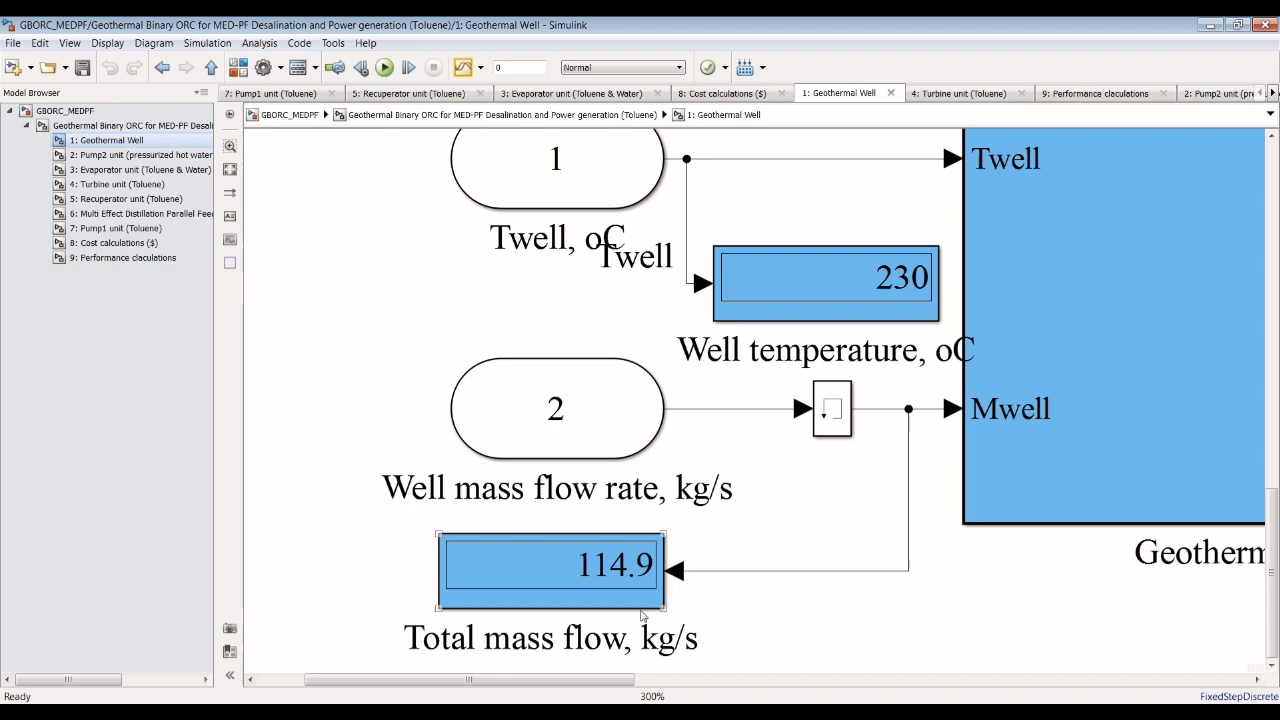 GBORC_MEDPF/Geothermal Binary ORC for MED-PF Desalination and Power generation (Toluene)/1: Geothermal Well - Simulink
File Edit View Display Diagram Simulation Analysis Code Tools Help
0 Normal
Model Browser
GBORC_MEDPF
Geothermal Binary ORC for MED-PF Desali
1: Geothermal Well
2: Pump2 unit (pressurized hot water
3: Evaporator unit (Toluene & Water)
4: Turbine unit (Toluene)
5: Recuperator unit (Toluene)
6: Multi Effect Distillation Parallel Fee
7: Pump1 unit (Toluene)
8: Cost calculations ($)
9: Performance claculations
7: Pump1 unit (Toluene) 5: Recuperator unit (Toluene) 3: Evaporator unit (Toluene & Water) 8: Cost calculations ($) 1: Geothermal Well 4: Turbine unit (Toluene) 9: Performance claculations 2: Pump2 unit (pre
GBORC_MEDPF Geothermal Binary ORC for MED-PF Desalination and Power generation (Toluene) 1: Geothermal Well
1
Twell
Twell, oC
Twell
230
Well temperature, oC
2
Mwell
Well mass flow rate, kg/s
114.9
Geotherm
Total mass flow, kg/s
Ready 300% FixedStepDiscrete